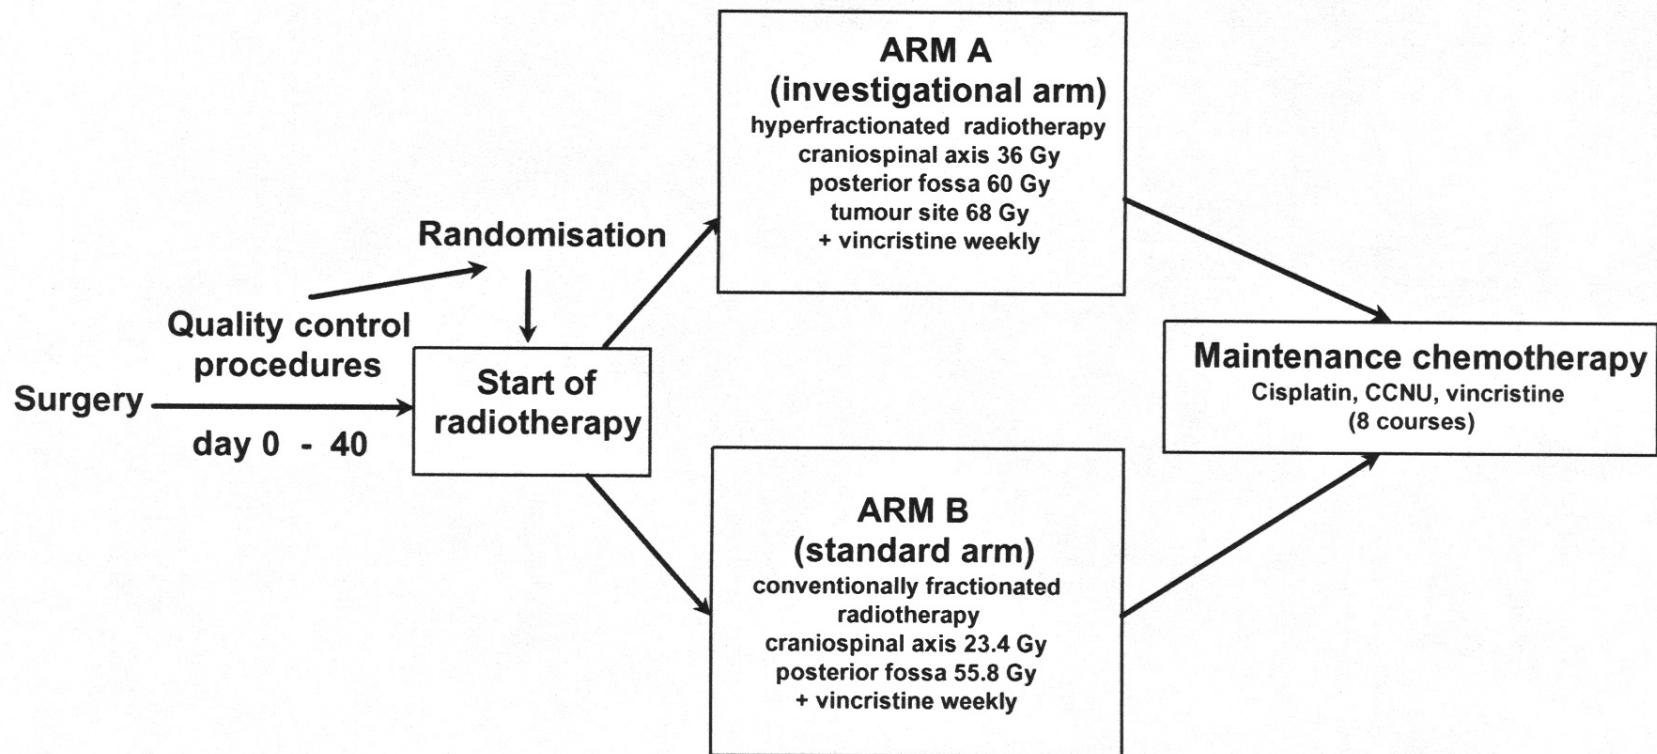 Surgery
day 0 - 40
Quality control
procedures
Randomisation
Start of
radiotherapy
ARM A
(investigational arm)
hyperfractionated radiotherapy
craniospinal axis 36 Gy
posterior fossa 60 Gy
tumour site 68 Gy
+ vincristine weekly
ARM B
(standard arm)
conventionally fractionated
radiotherapy
craniospinal axis 23.4 Gy
posterior fossa 55.8 Gy
+ vincristine weekly
Maintenance chemotherapy
Cisplatin, CCNU, vincristine
(8 courses)